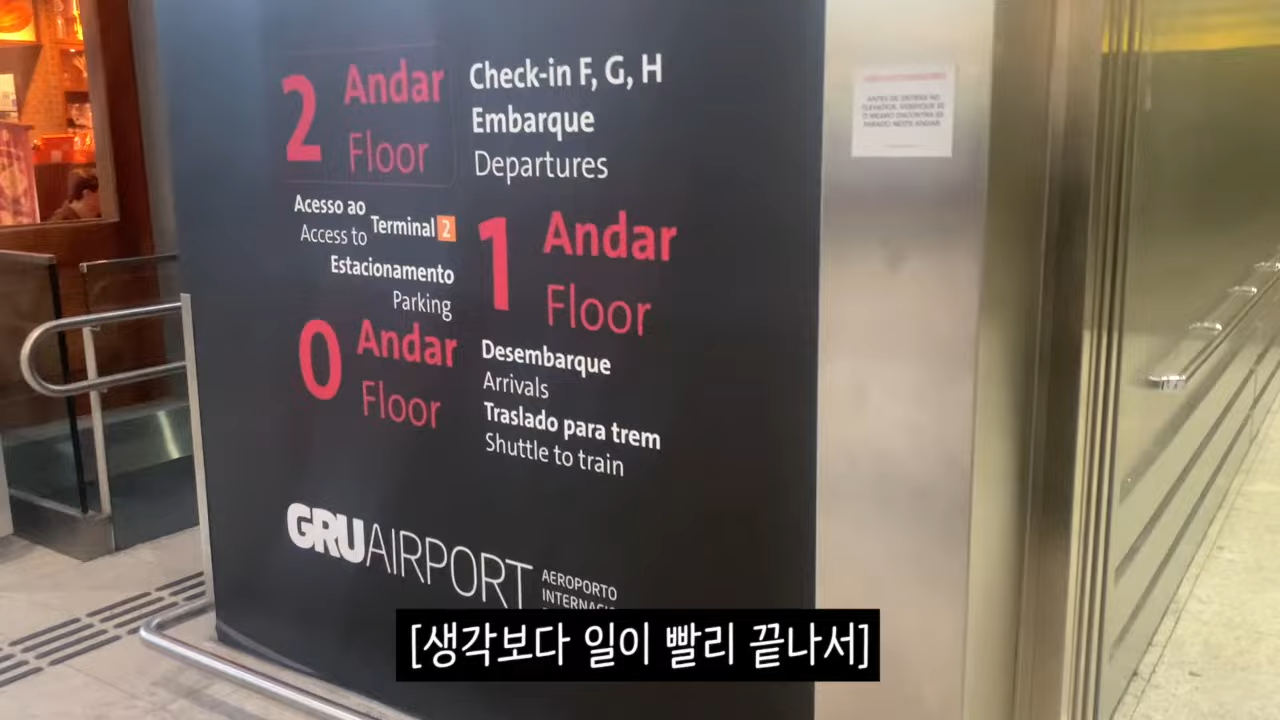 2 Andar
Floor
Check-in F, G, H
Embarque
Departures
Acesso ao
Access to
Terminal 2
Estacionamento
Parking
1 Andar
Floor
Desembarque
Arrivals
Traslado para trem
Shuttle to train
0 Andar
Floor
GRUAIRPORT
AEROPORTO
[생각보다 일이 빨리 끝나서]